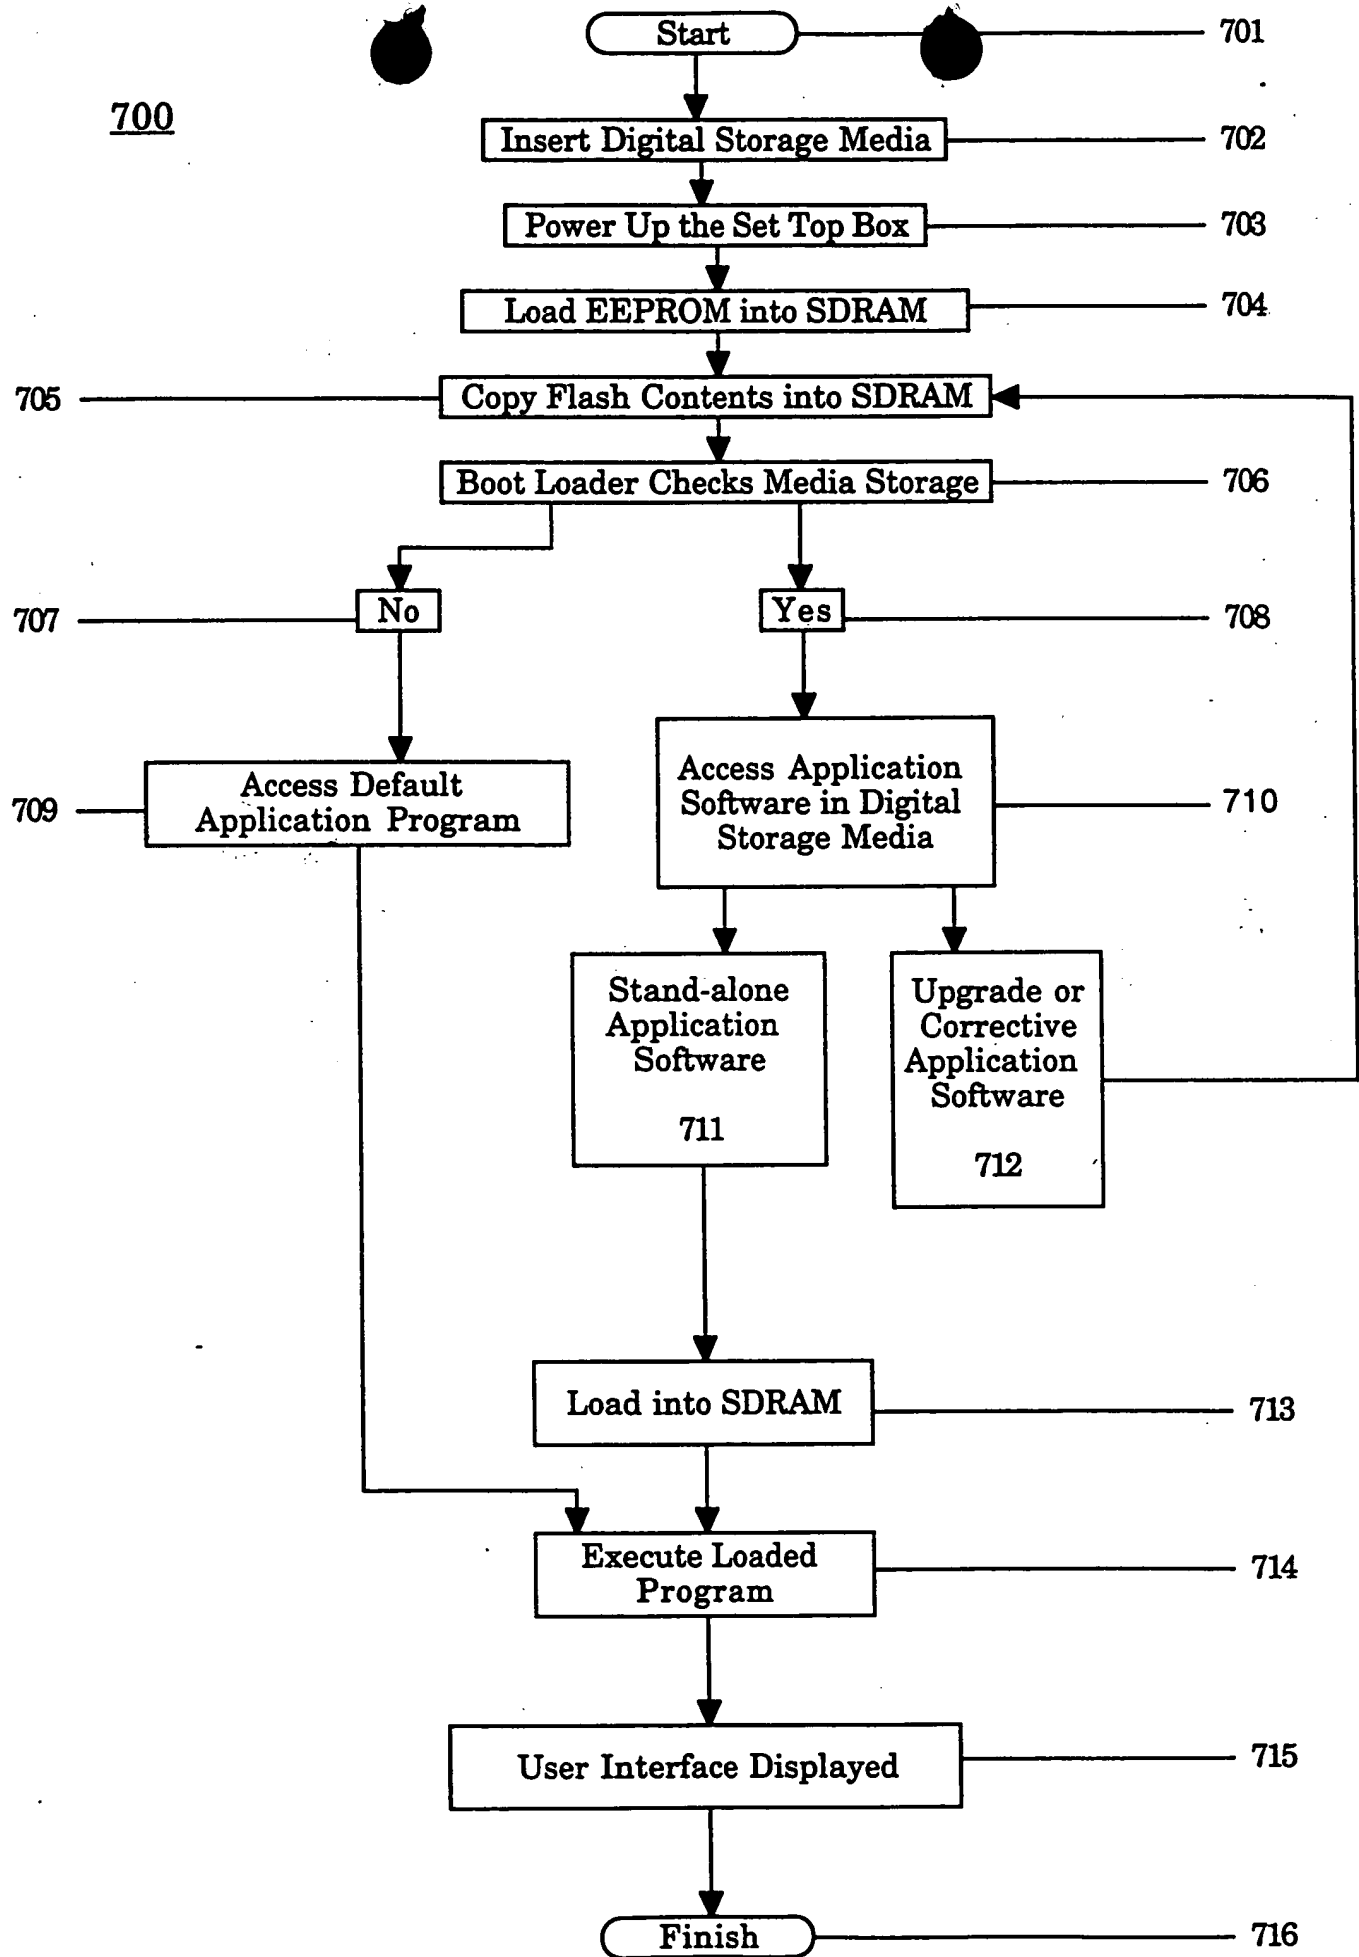 Start
701
700
Insert Digital Storage Media
702
Power Up the Set Top Box
703
Load EEPROM into SDRAM
704
705
Copy Flash Contents into SDRAM
Boot Loader Checks Media Storage
706
707
No
Yes
708
709
Access Default
Application Program
Access Application
Software in Digital
Storage Media
710
Stand-alone
Application
Software
711
Upgrade or
Corrective
Application
Software
712
Load into SDRAM
713
Execute Loaded
Program
714
User Interface Displayed
715
Finish
716